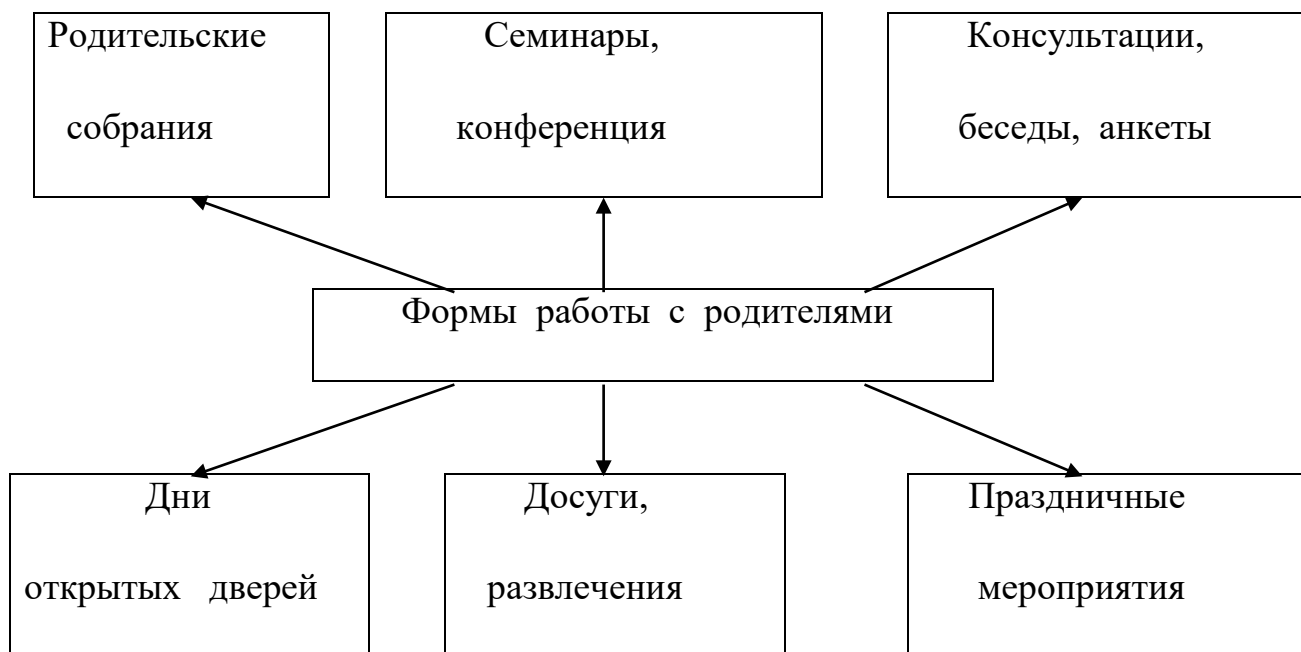 Родительские
собрания
Семинары,
конференция
Консультации,
беседы, анкеты
Формы работы с родителями
Дни
открытых дверей
Досуги,
развлечения
Праздничные
мероприятия